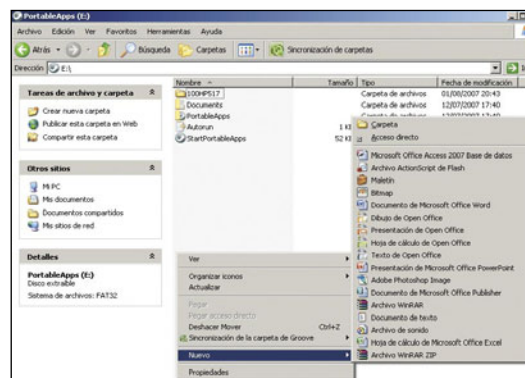 PortableApps (E:)
Archivo Edición Ver Favoritos Herramientas Ayuda
Atrás Búsqueda Carpetas Sincronización de carpetas
Dirección E:\
Tareas de archivo y carpeta
Crear nueva carpeta
Publicar esta carpeta en Web
Compartir esta carpeta
Otros sitios
Mi PC
Mis documentos
Documentos compartidos
Mis sitios de red
Detalles
PortableApps (E:)
Disco extraíble
Sistema de archivos: FAT32
Nombre Tamaño Tipo Fecha de modificación
100HP517 Carpeta de archivos 01/08/2007 20:43
Documents Carpeta de archivos 12/07/2007 17:40
PortableApps Carpeta de archivos 12/07/2007 17:40
Autorun 1 KB
StartPortableApps 52 KB
Ver
Organizar iconos
Actualizar
Pegar
Pegar acceso directo
Deshacer Mover Ctrl+Z
Sincronización de la carpeta de Groove
Nuevo
Propiedades
Carpeta
Acceso directo
Microsoft Office Access 2007 Base de datos
Archivo ActionScript de Flash
Maletín
Bitmap
Documento de Microsoft Office Word
Dibujo de Open Office
Presentación de Open Office
Hoja de cálculo de Open Office
Texto de Open Office
Presentación de Microsoft Office PowerPoint
Adobe Photoshop Image
Documento de Microsoft Office Publisher
Archivo WinRAR
Documento de texto
Archivo de sonido
Hoja de cálculo de Microsoft Office Excel
Archivo WinRAR ZIP